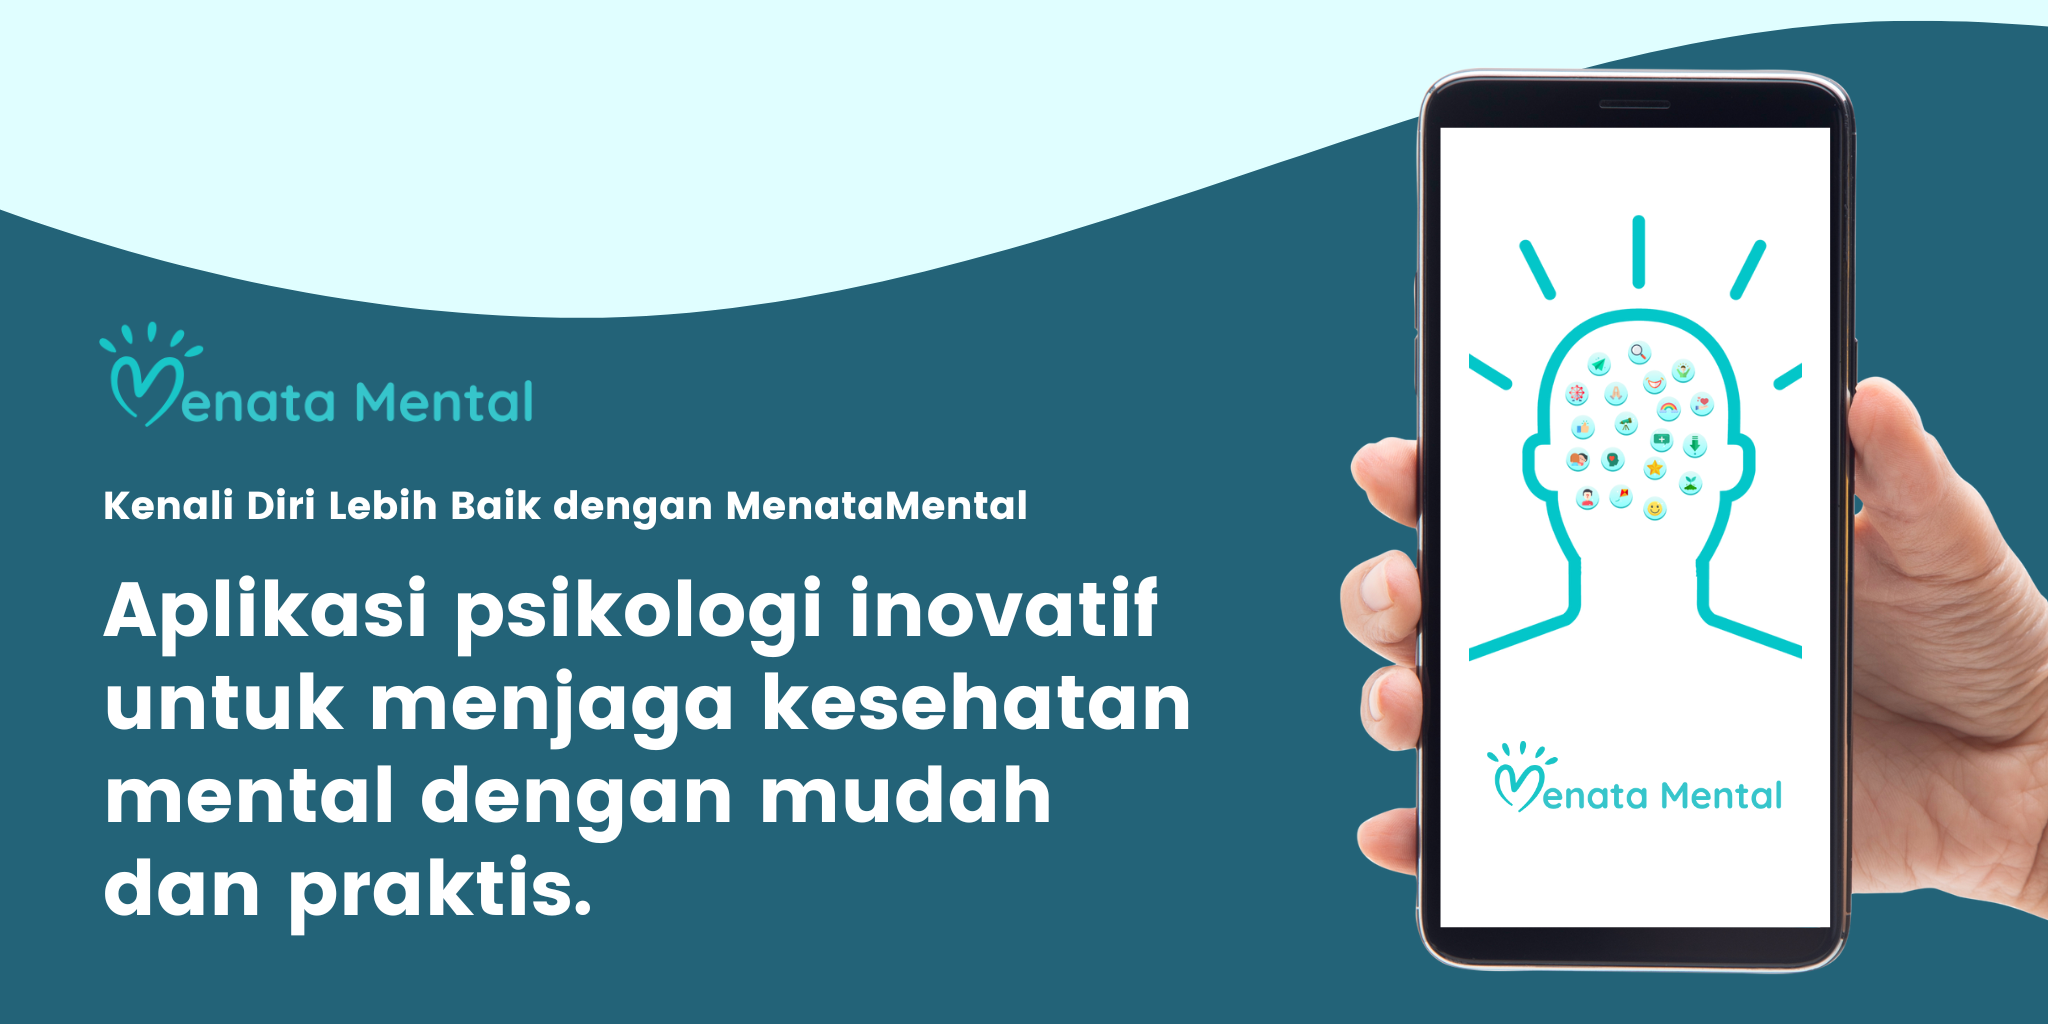 Menata Mental
Kenali Diri Lebih Baik dengan MenataMental
Aplikasi psikologi inovatif
untuk menjaga kesehatan
mental dengan mudah
dan praktis.
Menata Mental